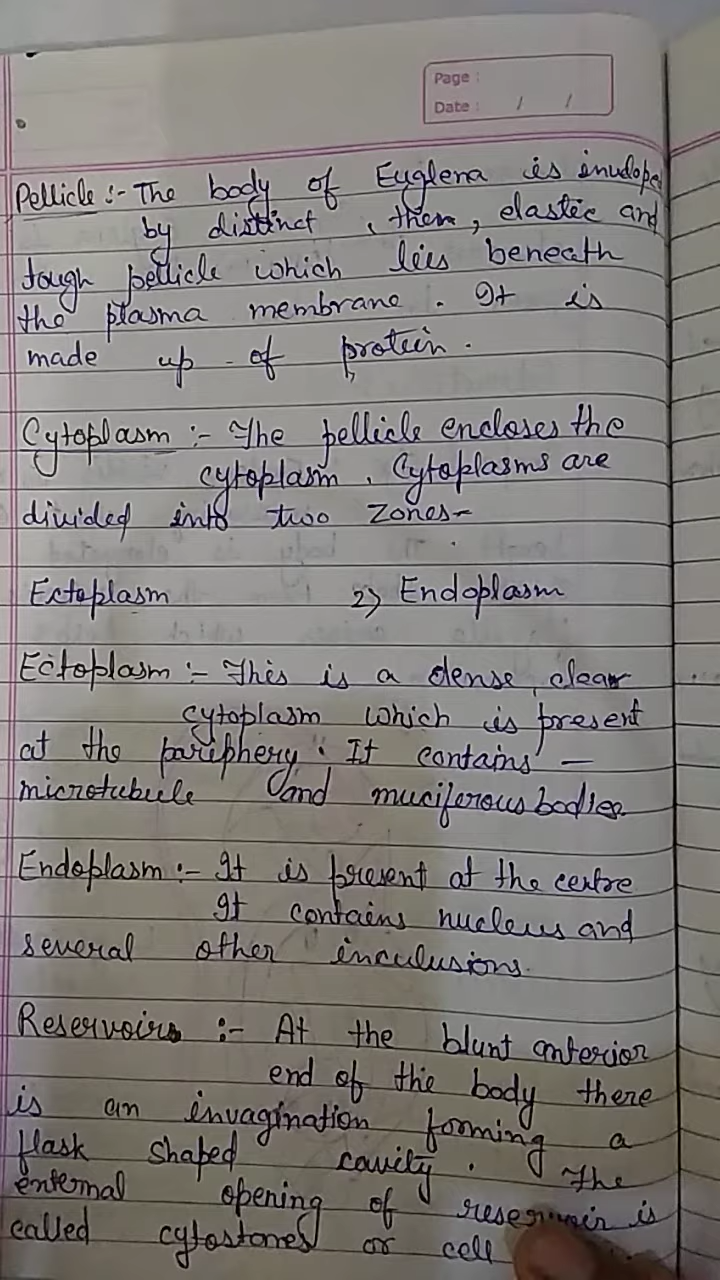 Page :
Date : / /
Pellicle :- The body of Euglena is inudope
by distinct , then, elastic and
tough pellicle which lies beneath
the plasma membrane. It is
made up of protein.
Cytoplasm :- The pellicle encloses the
cytoplasm. Cytoplasms are
divided into two zones-
Ectoplasm 2) Endoplasm
Ectoplasm :- This is a dense, clear
cytoplasm which is present
at the pariphery. It contains —
microtubule and muciferous bodies
Endoplasm :- It is present at the centre
It contains nucleus and
several other inculusions.
Reservoirs :- At the blunt anterior
end of the body there
is an invagination forming a
flask shaped cavity. The
enternal opening of reservoir is
called cytostomes or cell